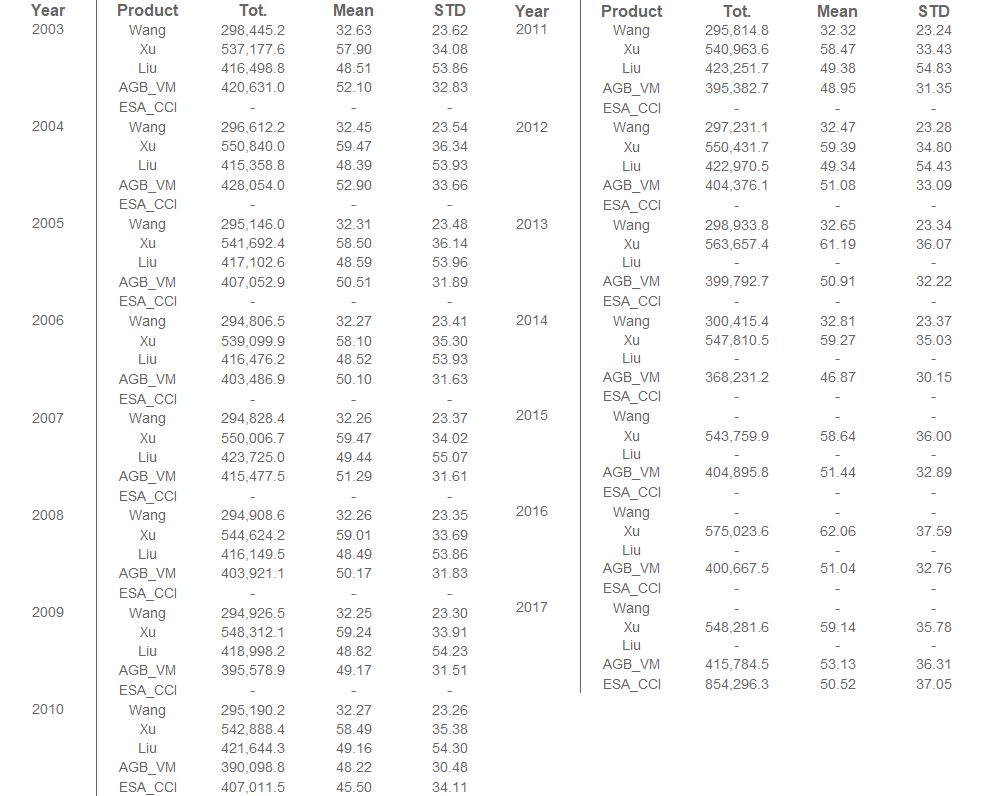 Year Product Tot. Mean STD
2003 Wang 298,445.2 32.63 23.62
Xu 537,177.6 57.90 34.08
Liu 416,498.8 48.51 53.86
AGB_VM 420,631.0 52.10 32.83
ESA_CCI - - -
2004 Wang 296,612.2 32.45 23.54
Xu 550,840.0 59.47 36.34
Liu 415,358.8 48.39 53.93
AGB_VM 428,054.0 52.90 33.66
ESA_CCI - - -
2005 Wang 295,146.0 32.31 23.48
Xu 541,692.4 58.50 36.14
Liu 417,102.6 48.59 53.96
AGB_VM 407,052.9 50.51 31.89
ESA_CCI - - -
2006 Wang 294,806.5 32.27 23.41
Xu 539,099.9 58.10 35.30
Liu 416,476.2 48.52 53.93
AGB_VM 403,486.9 50.10 31.63
ESA_CCI - - -
2007 Wang 294,828.4 32.26 23.37
Xu 550,006.7 59.47 34.02
Liu 423,725.0 49.44 55.07
AGB_VM 415,477.5 51.29 31.61
ESA_CCI - - -
2008 Wang 294,908.6 32.26 23.35
Xu 544,624.2 59.01 33.69
Liu 416,149.5 48.49 53.86
AGB_VM 403,921.1 50.17 31.83
ESA_CCI - - -
2009 Wang 294,926.5 32.25 23.30
Xu 548,312.1 59.24 33.91
Liu 418,998.2 48.82 54.23
AGB_VM 395,578.9 49.17 31.51
ESA_CCI - - -
2010 Wang 295,190.2 32.27 23.26
Xu 542,888.4 58.49 35.38
Liu 421,644.3 49.16 54.30
AGB_VM 390,098.8 48.22 30.48
ESA_CCI 407,011.5 45.50 34.11
Year Product Tot. Mean STD
2011 Wang 295,814.8 32.32 23.24
Xu 540,963.6 58.47 33.43
Liu 423,251.7 49.38 54.83
AGB_VM 395,382.7 48.95 31.35
ESA_CCI - - -
2012 Wang 297,231.1 32.47 23.28
Xu 550,431.7 59.39 34.80
Liu 422,970.5 49.34 54.43
AGB_VM 404,376.1 51.08 33.09
ESA_CCI - - -
2013 Wang 298,933.8 32.65 23.34
Xu 563,657.4 61.19 36.07
Liu - - -
AGB_VM 399,792.7 50.91 32.22
ESA_CCI - - -
2014 Wang 300,415.4 32.81 23.37
Xu 547,810.5 59.27 35.03
Liu - - -
AGB_VM 368,231.2 46.87 30.15
ESA_CCI - - -
2015 Wang - - -
Xu 543,759.9 58.64 36.00
Liu - - -
AGB_VM 404,895.8 51.44 32.89
ESA_CCI - - -
2016 Wang - - -
Xu 575,023.6 62.06 37.59
Liu - - -
AGB_VM 400,667.5 51.04 32.76
ESA_CCI - - -
2017 Wang - - -
Xu 548,281.6 59.14 35.78
Liu - - -
AGB_VM 415,784.5 53.13 36.31
ESA_CCI 854,296.3 50.52 37.05